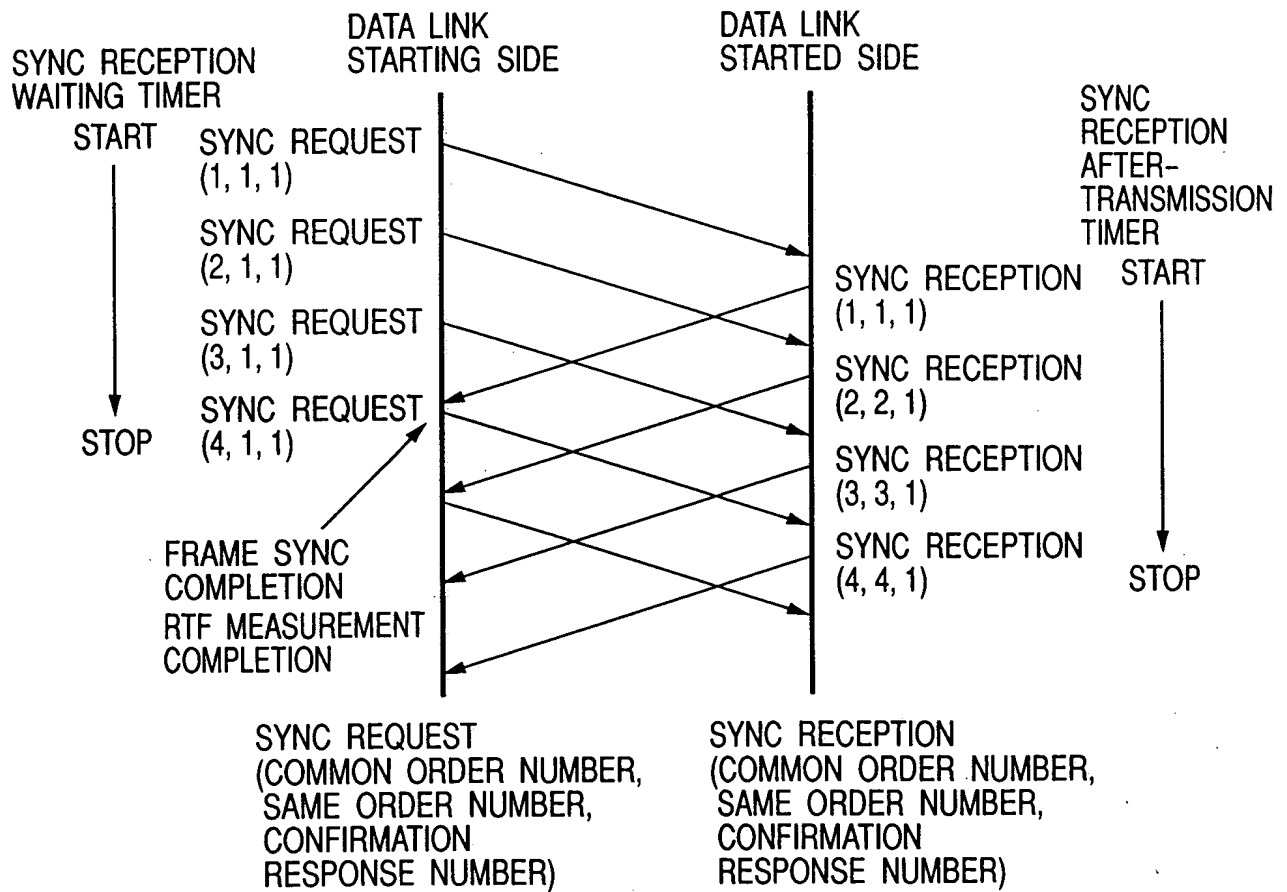 DATA LINK
STARTING SIDE
DATA LINK
STARTED SIDE
SYNC RECEPTION
WAITING TIMER
START
STOP
SYNC REQUEST
(1, 1, 1)
SYNC REQUEST
(2, 1, 1)
SYNC REQUEST
(3, 1, 1)
SYNC REQUEST
(4, 1, 1)
FRAME SYNC
COMPLETION
RTF MEASUREMENT
COMPLETION
SYNC RECEPTION
(1, 1, 1)
SYNC RECEPTION
(2, 2, 1)
SYNC RECEPTION
(3, 3, 1)
SYNC RECEPTION
(4, 4, 1)
SYNC
RECEPTION
AFTER-
TRANSMISSION
TIMER
START
STOP
SYNC REQUEST
(COMMON ORDER NUMBER,
SAME ORDER NUMBER,
CONFIRMATION
RESPONSE NUMBER)
SYNC RECEPTION
(COMMON ORDER NUMBER,
SAME ORDER NUMBER,
CONFIRMATION
RESPONSE NUMBER)